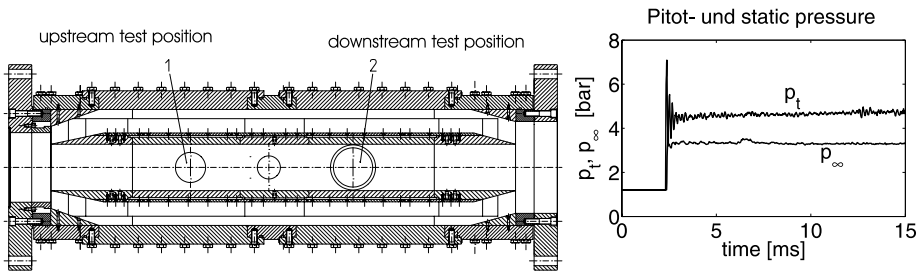 upstream test position
downstream test position
1
2
Pitot- und static pressure
p_t, p_∞ [bar]
8
6
4
2
0
p_t
p_∞
0
5
10
15
time [ms]